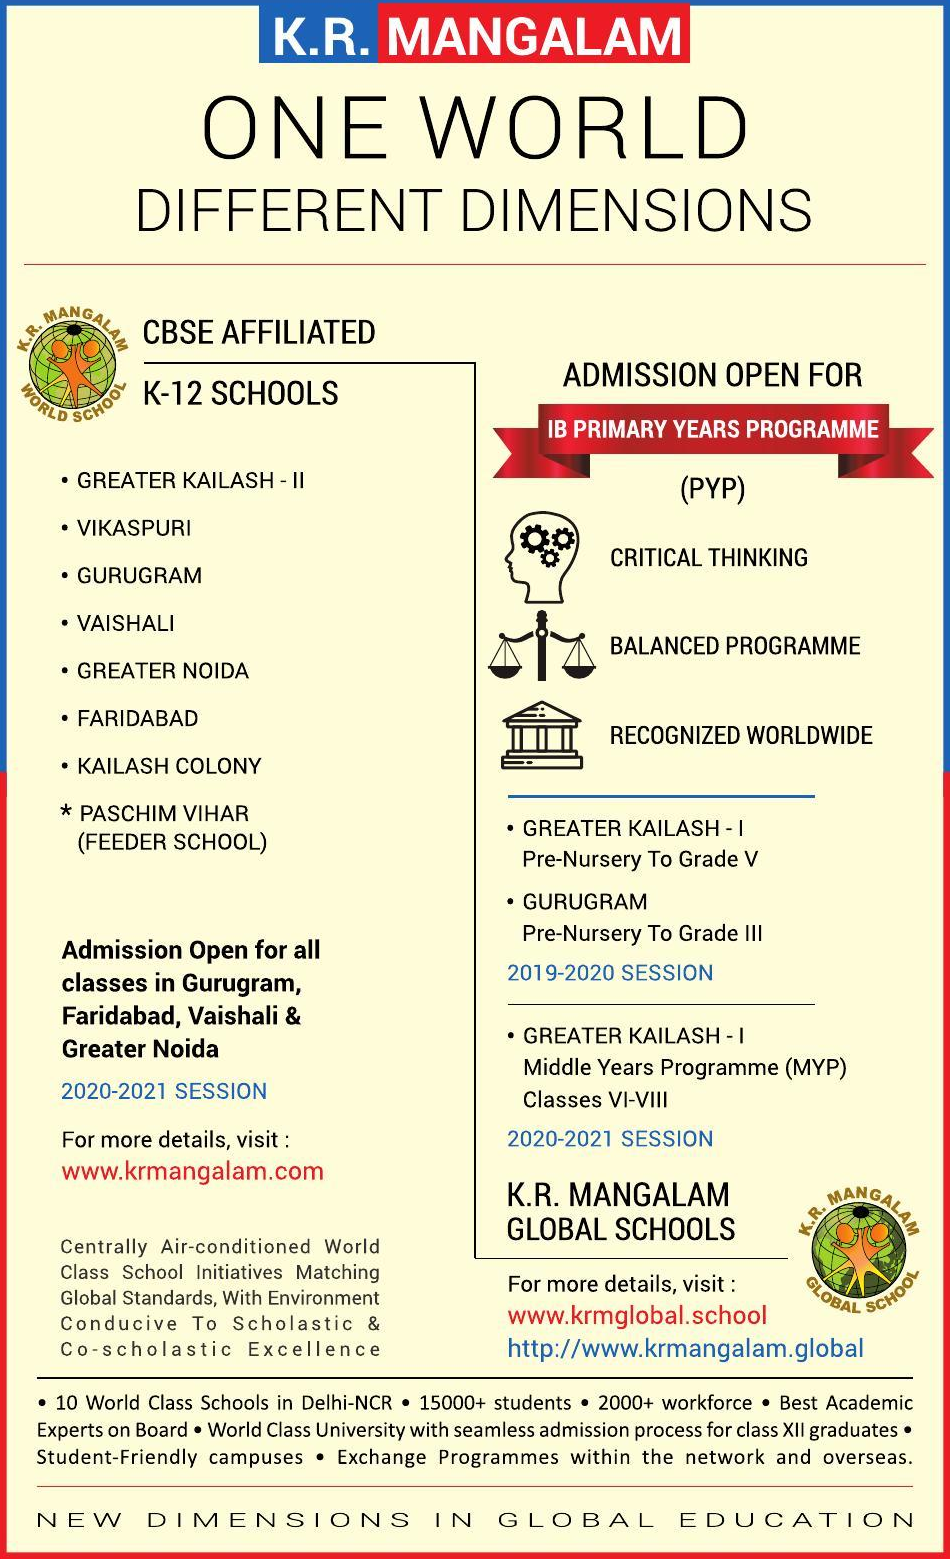 K.R. MANGALAM
ONE WORLD
DIFFERENT DIMENSIONS
K.R. MANGALAM
WORLD SCHOOL
CBSE AFFILIATED
K-12 SCHOOLS
• GREATER KAILASH - II
• VIKASPURI
• GURUGRAM
• VAISHALI
• GREATER NOIDA
• FARIDABAD
• KAILASH COLONY
* PASCHIM VIHAR
(FEEDER SCHOOL)
Admission Open for all
classes in Gurugram,
Faridabad, Vaishali &
Greater Noida
2020-2021 SESSION
For more details, visit :
www.krmangalam.com
Centrally Air-conditioned World
Class School Initiatives Matching
Global Standards, With Environment
Conducive To Scholastic &
Co-scholastic Excellence
ADMISSION OPEN FOR
IB PRIMARY YEARS PROGRAMME
(PYP)
CRITICAL THINKING
BALANCED PROGRAMME
RECOGNIZED WORLDWIDE
• GREATER KAILASH - I
Pre-Nursery To Grade V
• GURUGRAM
Pre-Nursery To Grade III
2019-2020 SESSION
• GREATER KAILASH - I
Middle Years Programme (MYP)
Classes VI-VIII
2020-2021 SESSION
K.R. MANGALAM
GLOBAL SCHOOLS
K.R. MANGALAM
GLOBAL SCHOOL
For more details, visit :
www.krmglobal.school
http://www.krmangalam.global
• 10 World Class Schools in Delhi-NCR • 15000+ students • 2000+ workforce • Best Academic
Experts on Board • World Class University with seamless admission process for class XII graduates •
Student-Friendly campuses • Exchange Programmes within the network and overseas.
NEW DIMENSIONS IN GLOBAL EDUCATION